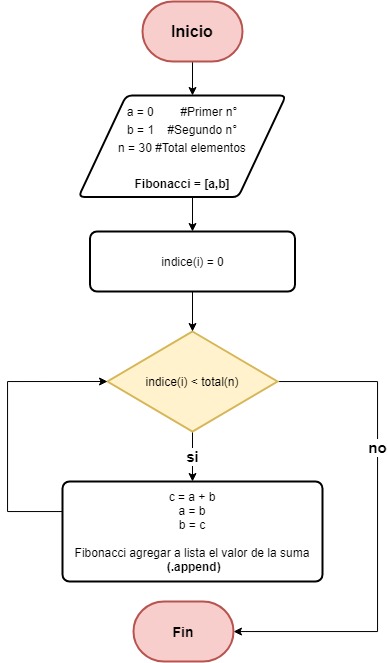 Inicio
a = 0 #Primer n°
b = 1 #Segundo n°
n = 30 #Total elementos
Fibonacci = [a,b]
indice(i) = 0
indice(i) < total(n)
si
no
c = a + b
a = b
b = c
Fibonacci agregar a lista el valor de la suma
(.append)
Fin